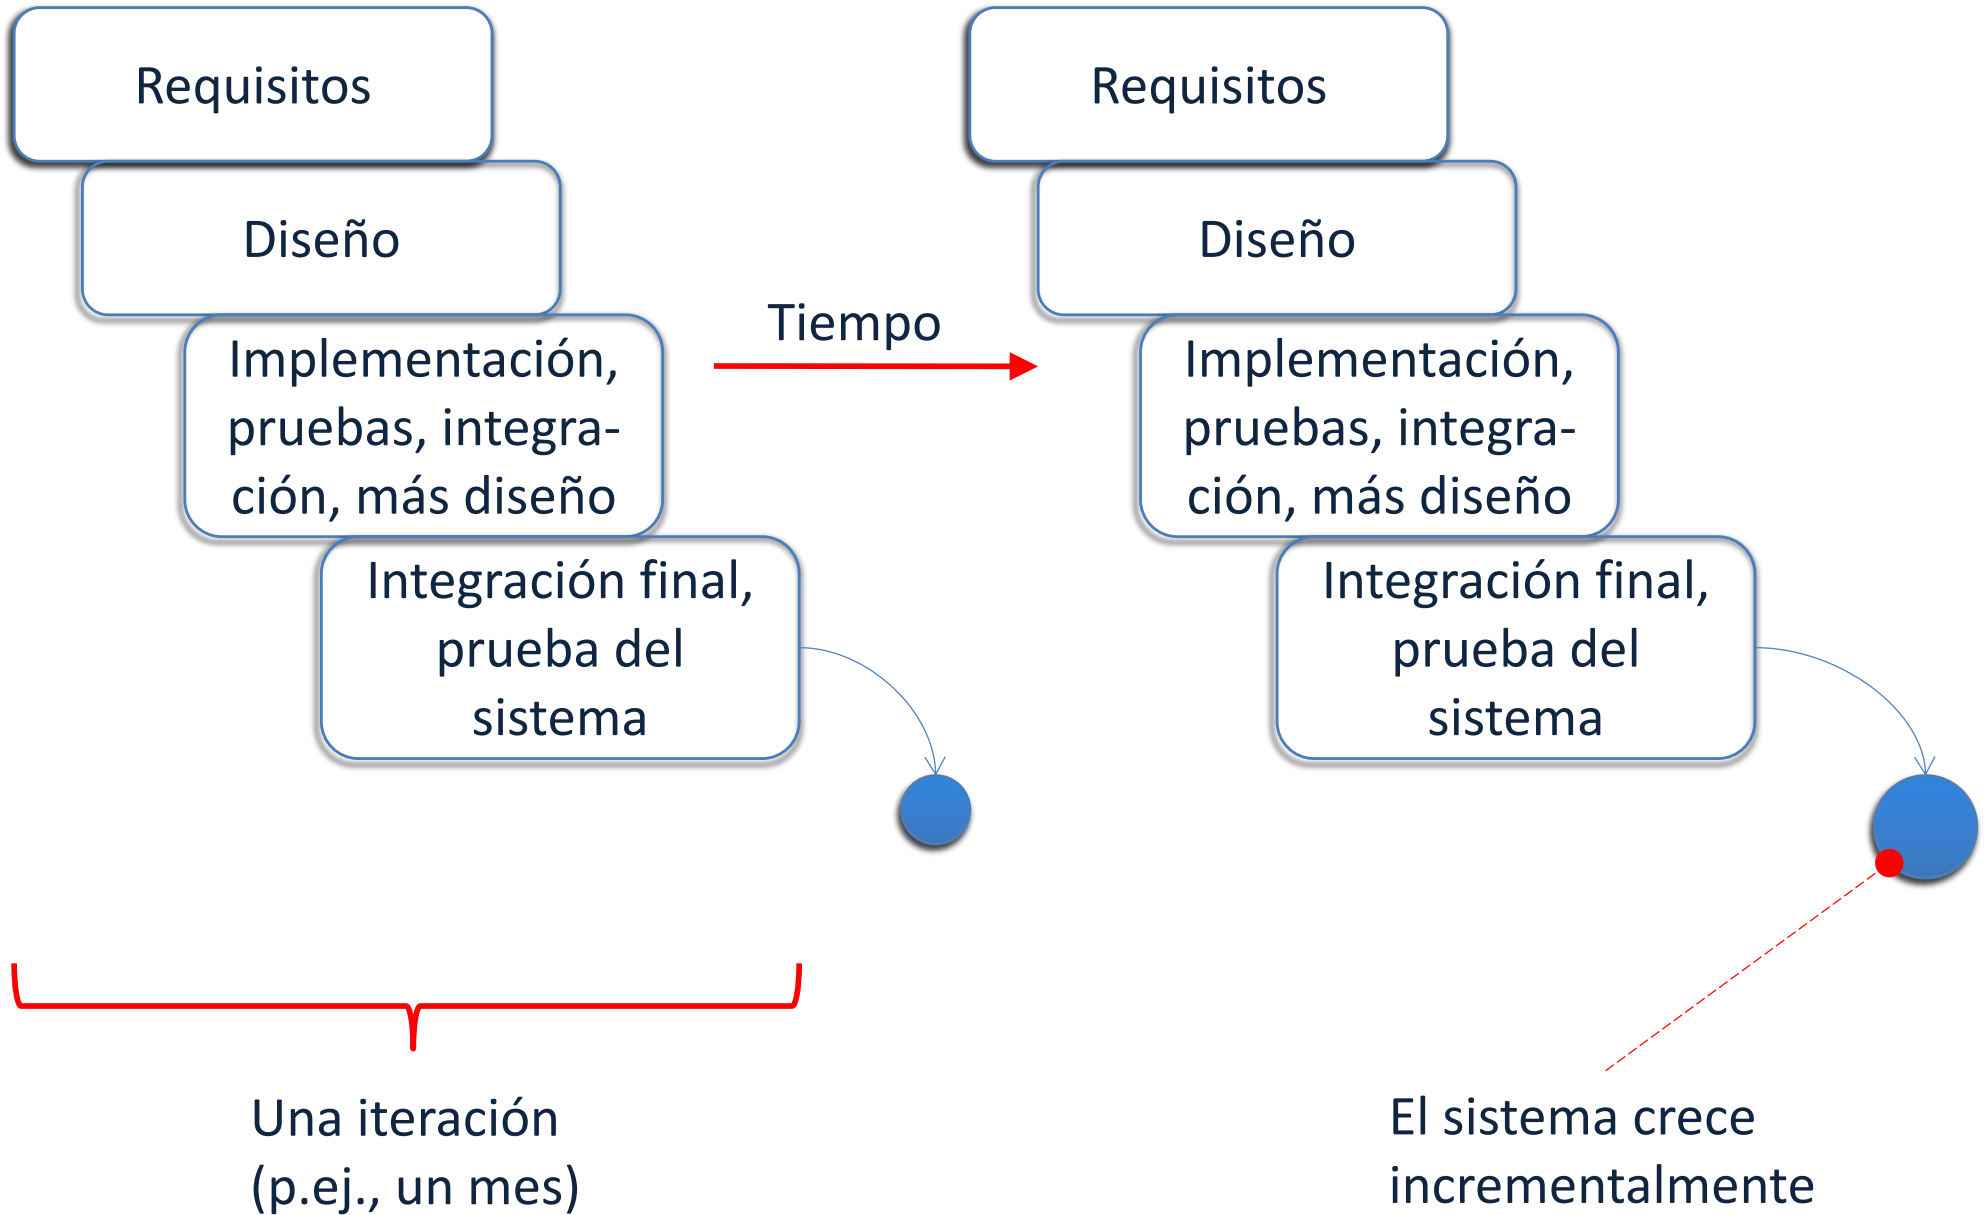 Requisitos
Diseño
Implementación,
pruebas, integra-
ción, más diseño
Integración final,
prueba del
sistema
Tiempo
Requisitos
Diseño
Implementación,
pruebas, integra-
ción, más diseño
Integración final,
prueba del
sistema
Una iteración
(p.ej., un mes)
El sistema crece
incrementalmente